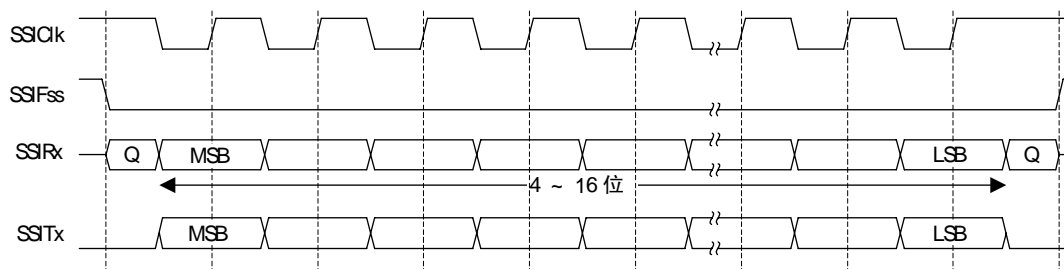 SSIClk
SSIFss
SSIRx Q MSB LSB Q
4 ~ 16 位
SSITx MSB LSB